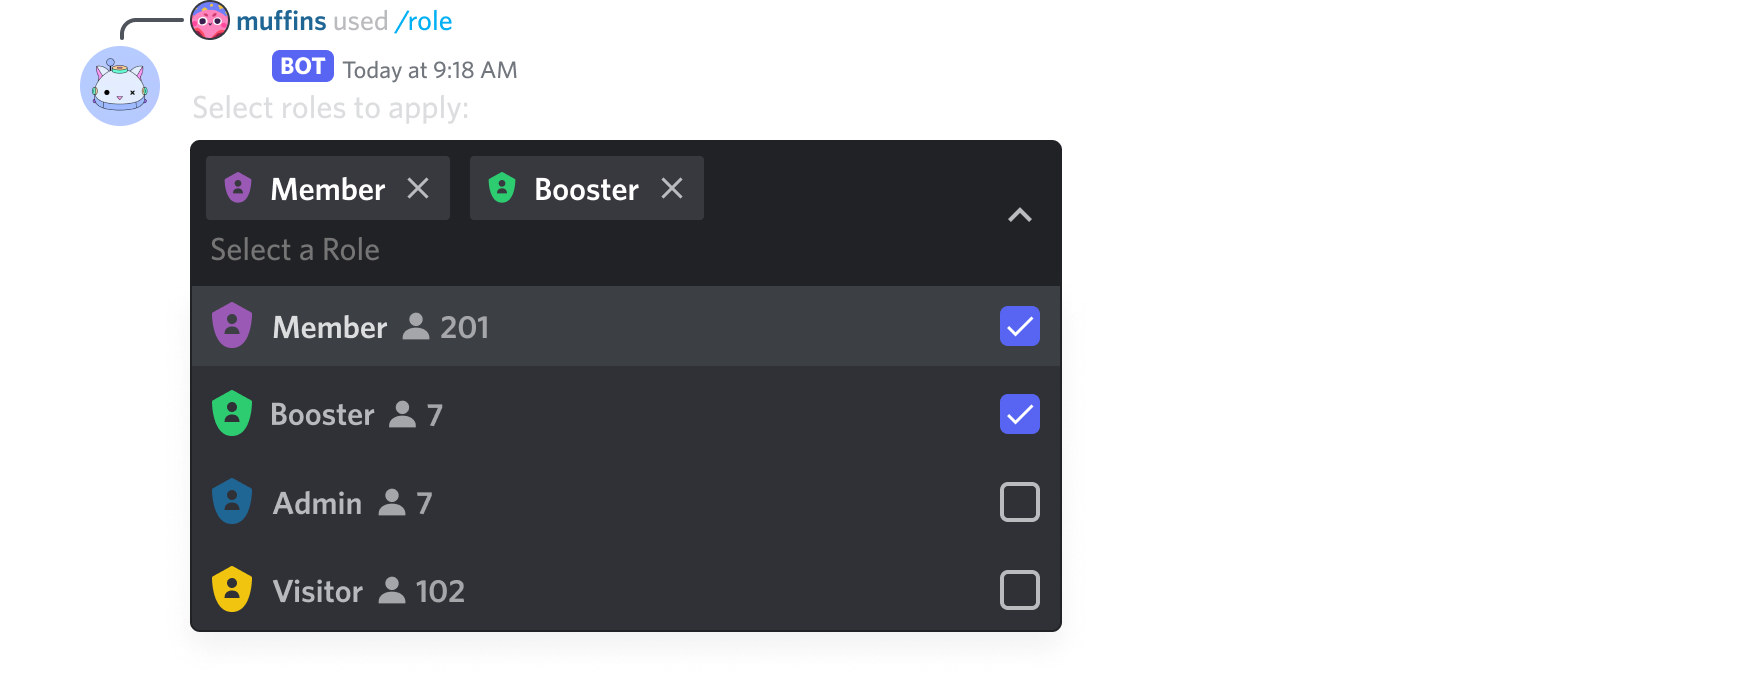 muffins used /role
BOT Today at 9:18 AM
Select roles to apply:
Member Booster
Select a Role
Member 201
Booster 7
Admin 7
Visitor 102